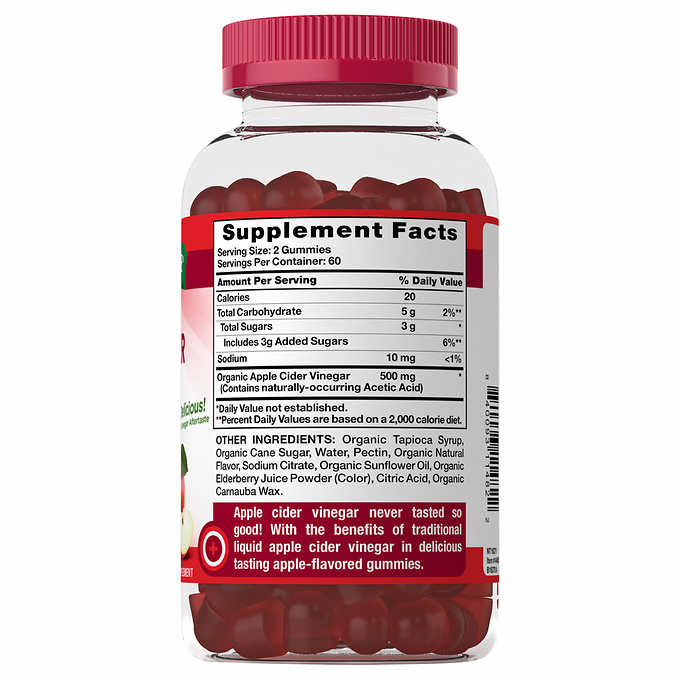 Supplement Facts
Serving Size: 2 Gummies
Servings Per Container: 60
Amount Per Serving % Daily Value
Calories 20
Total Carbohydrate 5 g 2%**
Total Sugars 3 g *
Includes 3g Added Sugars 6%**
Sodium 10 mg <1%
Organic Apple Cider Vinegar 500 mg *
(Contains naturally-occurring Acetic Acid)
*Daily Value not established.
**Percent Daily Values are based on a 2,000 calorie diet.
OTHER INGREDIENTS: Organic Tapioca Syrup,
Organic Cane Sugar, Water, Pectin, Organic Natural
Flavor, Sodium Citrate, Organic Sunflower Oil, Organic
Elderberry Juice Powder (Color), Citric Acid, Organic
Carnauba Wax.
Apple cider vinegar never tasted so
good! With the benefits of traditional
liquid apple cider vinegar in delicious
tasting apple-flavored gummies.
elicious!
Aftertaste